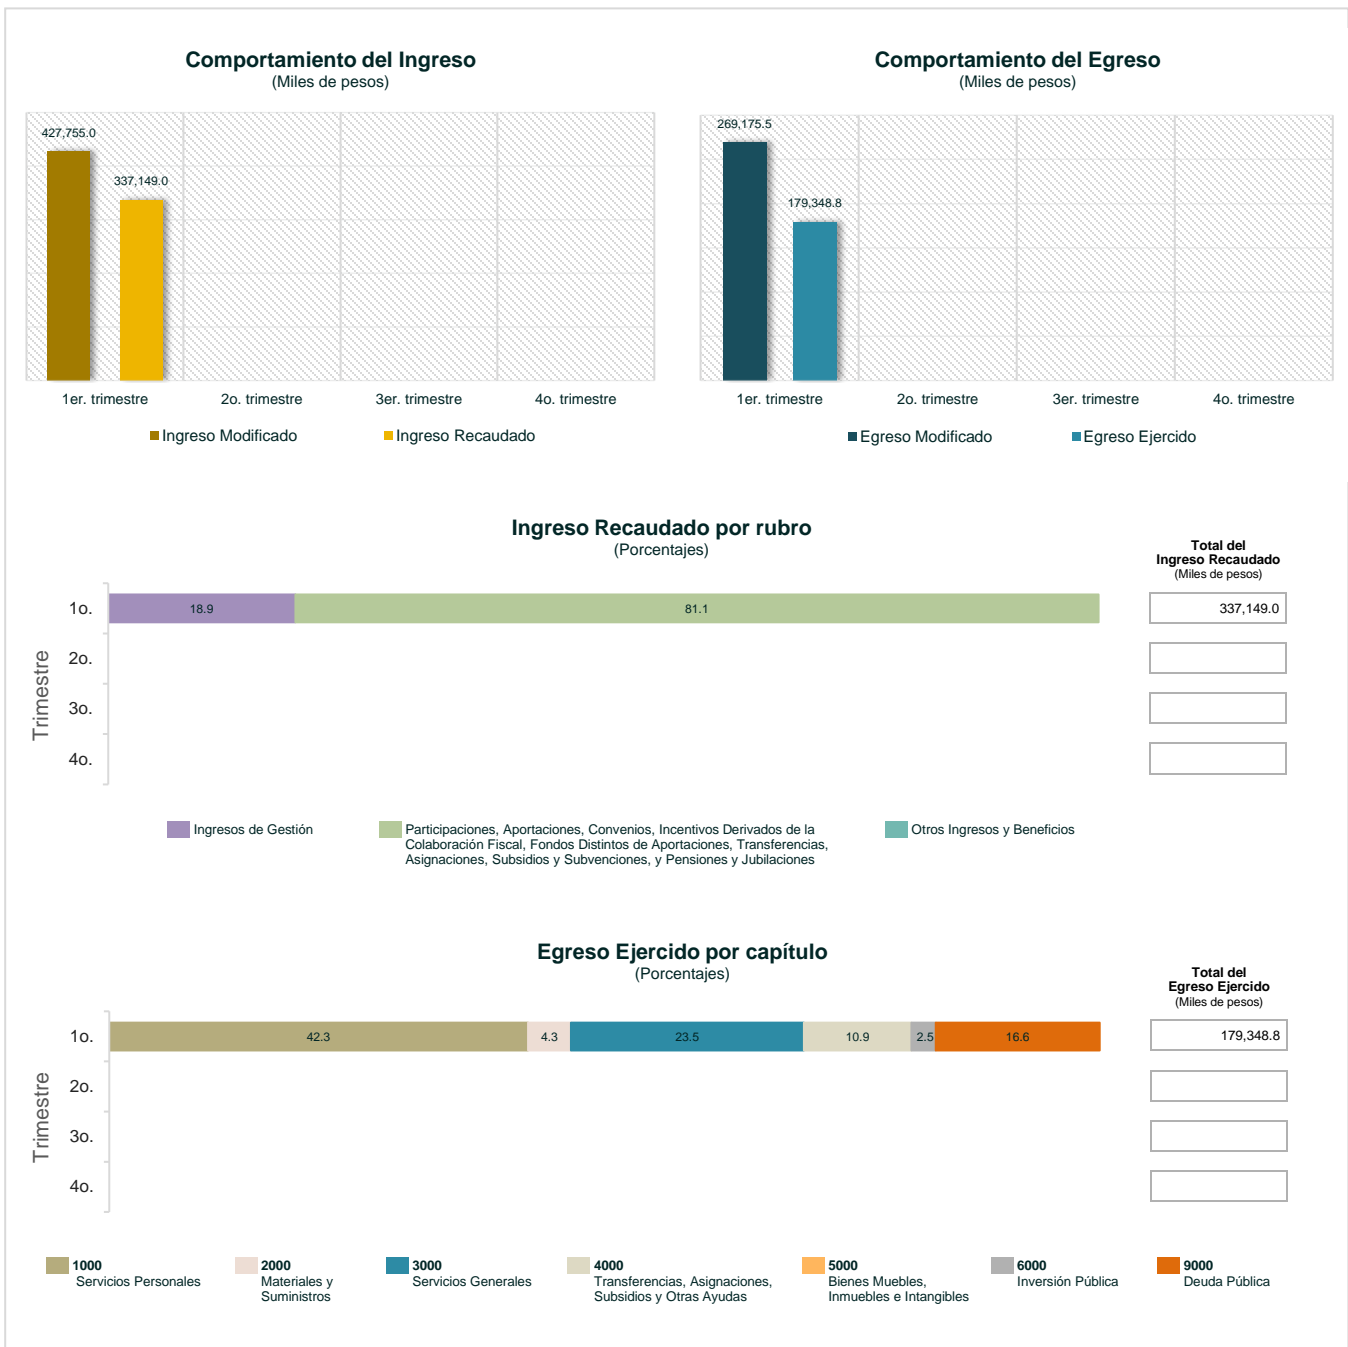 Comportamiento del Ingreso
(Miles de pesos)
427,755.0
337,149.0
1er. trimestre
2o. trimestre
3er. trimestre
4o. trimestre
Ingreso Modificado
Ingreso Recaudado
Comportamiento del Egreso
(Miles de pesos)
269,175.5
179,348.8
1er. trimestre
2o. trimestre
3er. trimestre
4o. trimestre
Egreso Modificado
Egreso Ejercido
Ingreso Recaudado por rubro
(Porcentajes)
Total del
Ingreso Recaudado
(Miles de pesos)
Trimestre
1o.
18.9
81.1
337,149.0
2o.
3o.
4o.
Ingresos de Gestión
Participaciones, Aportaciones, Convenios, Incentivos Derivados de la
Colaboración Fiscal, Fondos Distintos de Aportaciones, Transferencias,
Asignaciones, Subsidios y Subvenciones, y Pensiones y Jubilaciones
Otros Ingresos y Beneficios
Egreso Ejercido por capítulo
(Porcentajes)
Total del
Egreso Ejercido
(Miles de pesos)
Trimestre
1o.
42.3
4.3
23.5
10.9
2.5
16.6
179,348.8
2o.
3o.
4o.
1000
Servicios Personales
2000
Materiales y
Suministros
3000
Servicios Generales
4000
Transferencias, Asignaciones,
Subsidios y Otras Ayudas
5000
Bienes Muebles,
Inmuebles e Intangibles
6000
Inversión Pública
9000
Deuda Pública